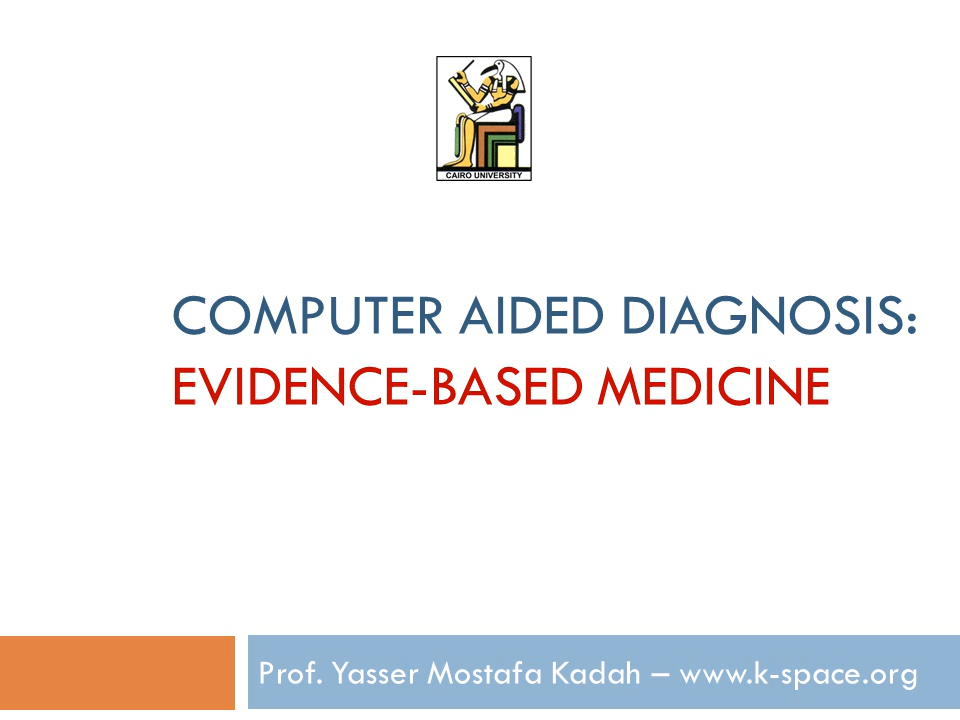 CAIRO UNIVERSITY
COMPUTER AIDED DIAGNOSIS:
EVIDENCE-BASED MEDICINE
Prof. Yasser Mostafa Kadah – www.k-space.org